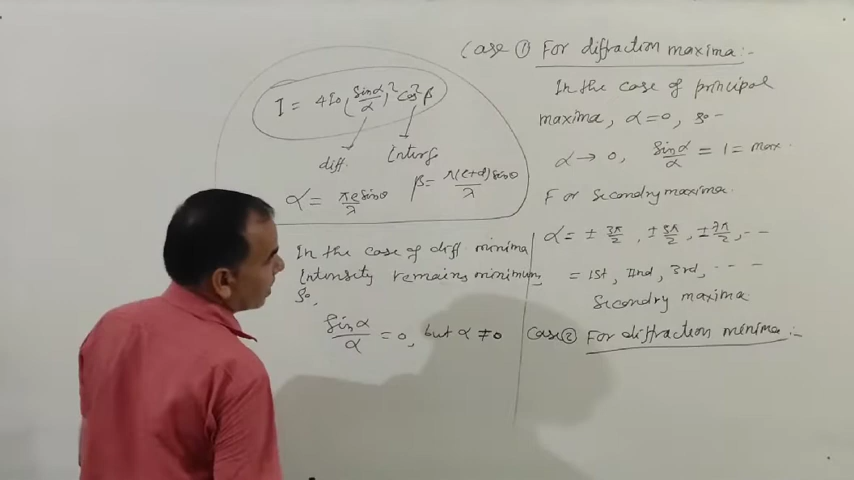 Case ① For diffraction maxima:-
In the case of principal
maxima, α=0, so-
α → 0, sinα/α = 1 = max.
For Secondry maxima.
α = ± 3π/2, ± 5π/2, ± 7π/2, - -
= 1st, IInd, 3rd, - - -
Secondry maxima
Case② For diffraction minima :-
I = 4I₀ (sinα/α)² cos²β
diff.
Interf
α = πe sinθ/λ
β = π(e+d) sinθ/λ
In the case of diff minima
Intensity remains minimum,
So,
sinα/α = 0, but α ≠ 0